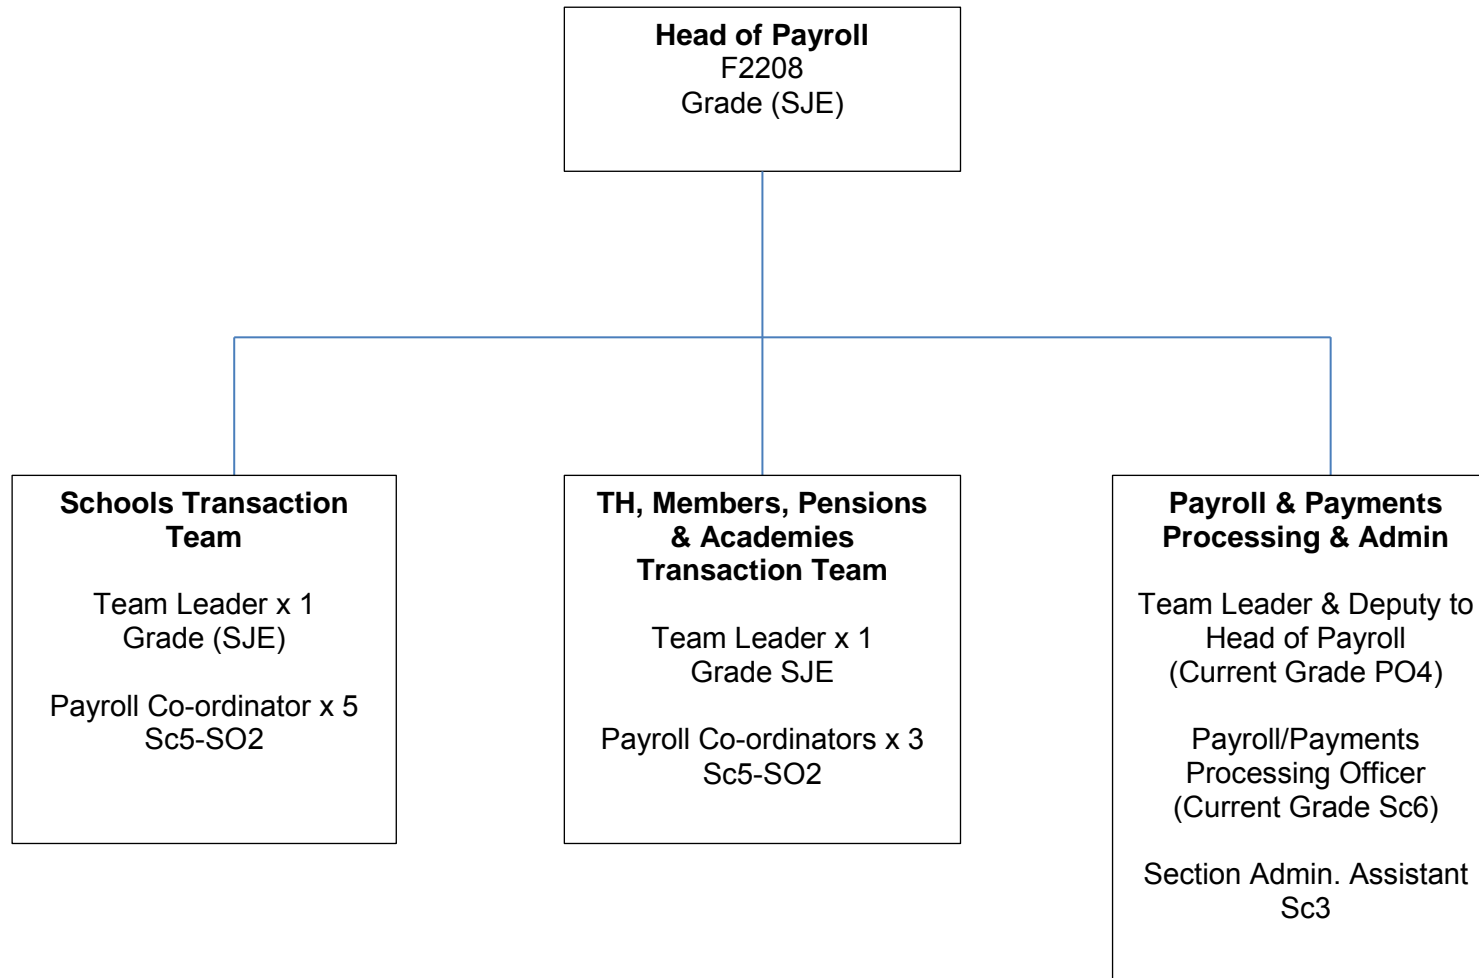 Head of Payroll
F2208
Grade (SJE)
Schools Transaction
Team
Team Leader x 1
Grade (SJE)
Payroll Co-ordinator x 5
Sc5-SO2
TH, Members, Pensions
& Academies
Transaction Team
Team Leader x 1
Grade SJE
Payroll Co-ordinators x 3
Sc5-SO2
Payroll & Payments
Processing & Admin
Team Leader & Deputy to
Head of Payroll
(Current Grade PO4)
Payroll/Payments
Processing Officer
(Current Grade Sc6)
Section Admin. Assistant
Sc3